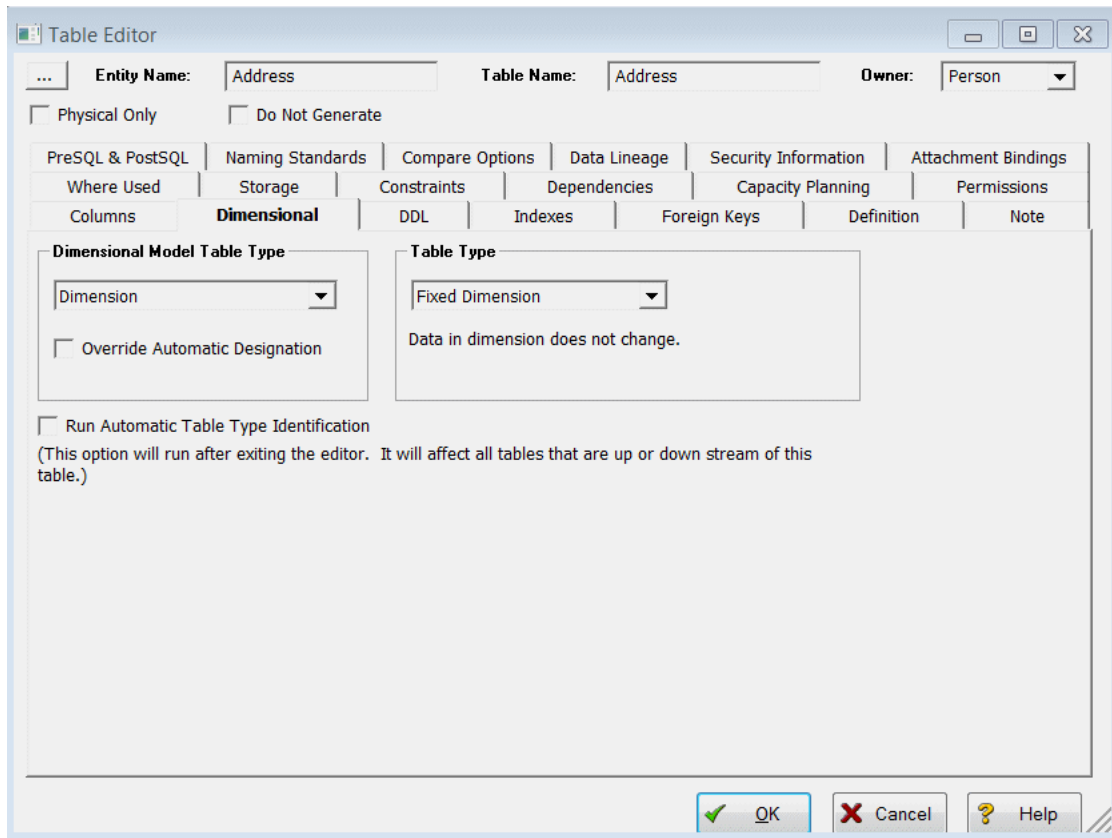 Table Editor
... Entity Name: Address Table Name: Address Owner: Person
Physical Only Do Not Generate
PreSQL & PostSQL Naming Standards Compare Options Data Lineage Security Information Attachment Bindings
Where Used Storage Constraints Dependencies Capacity Planning Permissions
Columns Dimensional DDL Indexes Foreign Keys Definition Note
Dimensional Model Table Type Table Type
Dimension Fixed Dimension
Override Automatic Designation Data in dimension does not change.
Run Automatic Table Type Identification
(This option will run after exiting the editor. It will affect all tables that are up or down stream of this
table.)
OK Cancel Help